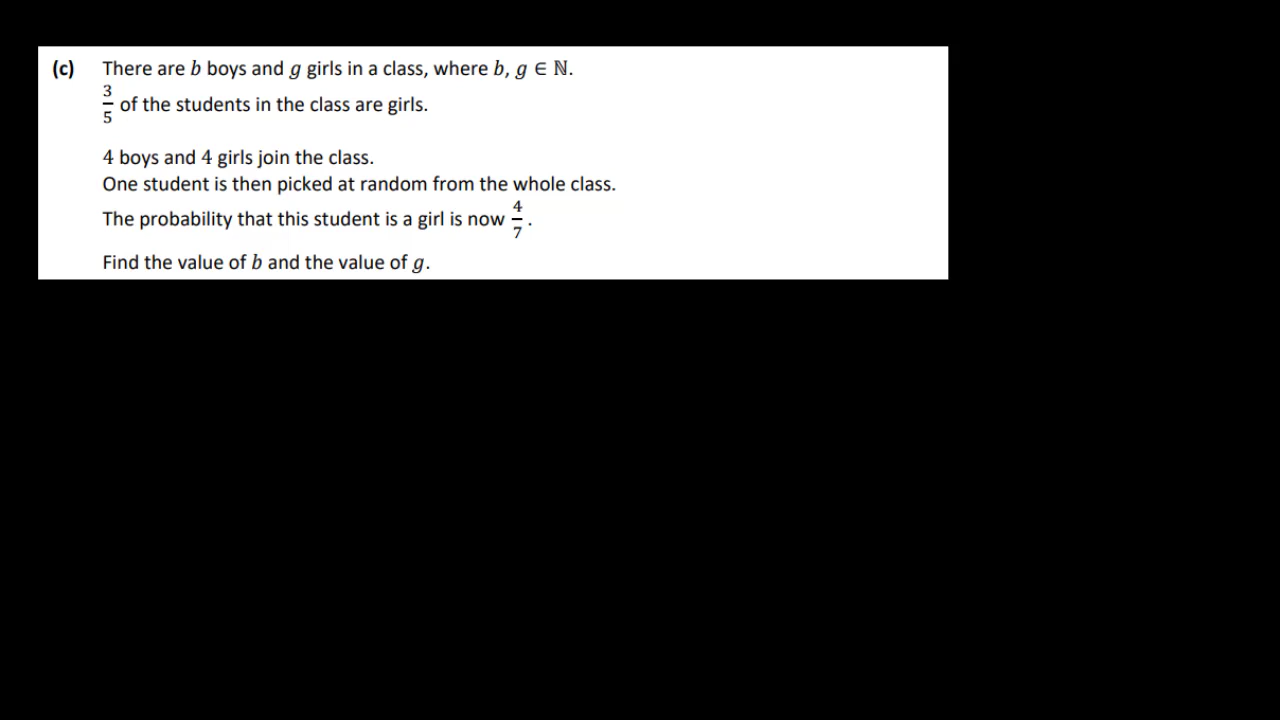 (c) There are b boys and g girls in a class, where b, g ∈ ℕ.
3/5 of the students in the class are girls.
4 boys and 4 girls join the class.
One student is then picked at random from the whole class.
The probability that this student is a girl is now 4/7 .
Find the value of b and the value of g.